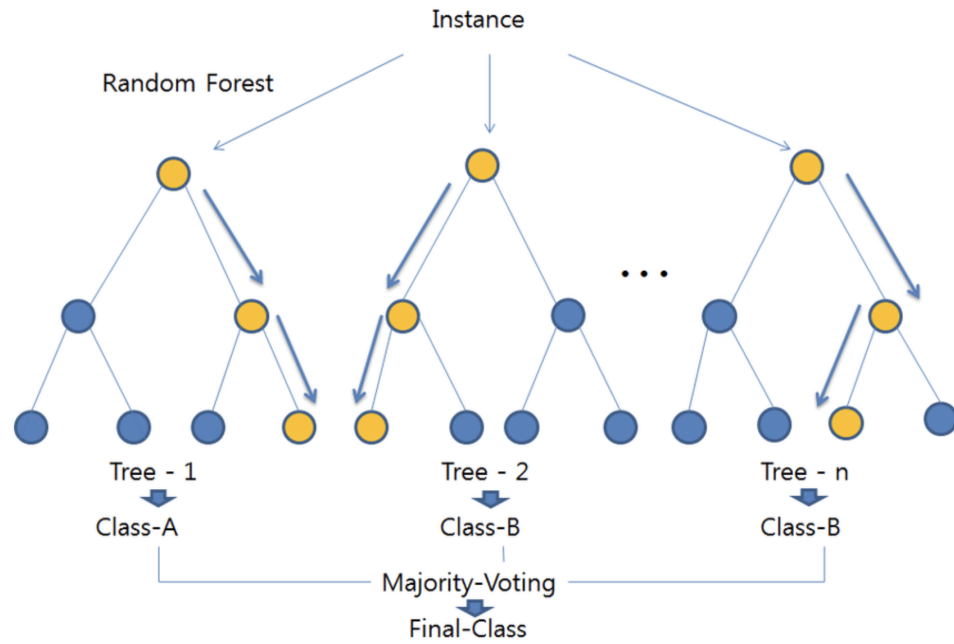 Instance
Random Forest
...
Tree - 1
Tree - 2
Tree - n
Class-A
Class-B
Class-B
Majority-Voting
Final-Class